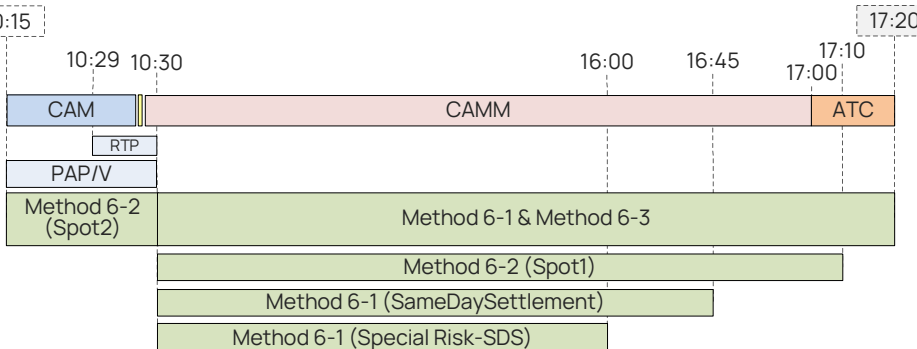 :15
17:20
10:29 10:30 16:00 16:45 17:10
17:00
CAM CAMM ATC
RTP
PAP/V
Method 6-2
(Spot2)
Method 6-1 & Method 6-3
Method 6-2 (Spot1)
Method 6-1 (SameDaySettlement)
Method 6-1 (Special Risk-SDS)